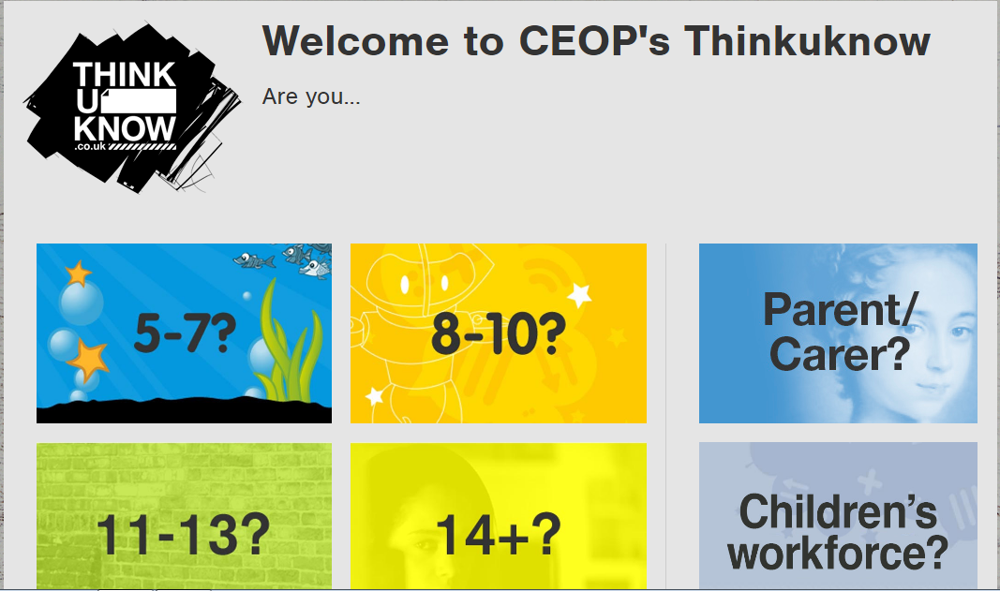 THINK
U
KNOW
.co.uk
Welcome to CEOP's Thinkuknow
Are you...
5-7?
8-10?
Parent/
Carer?
11-13?
14+?
Children’s
workforce?